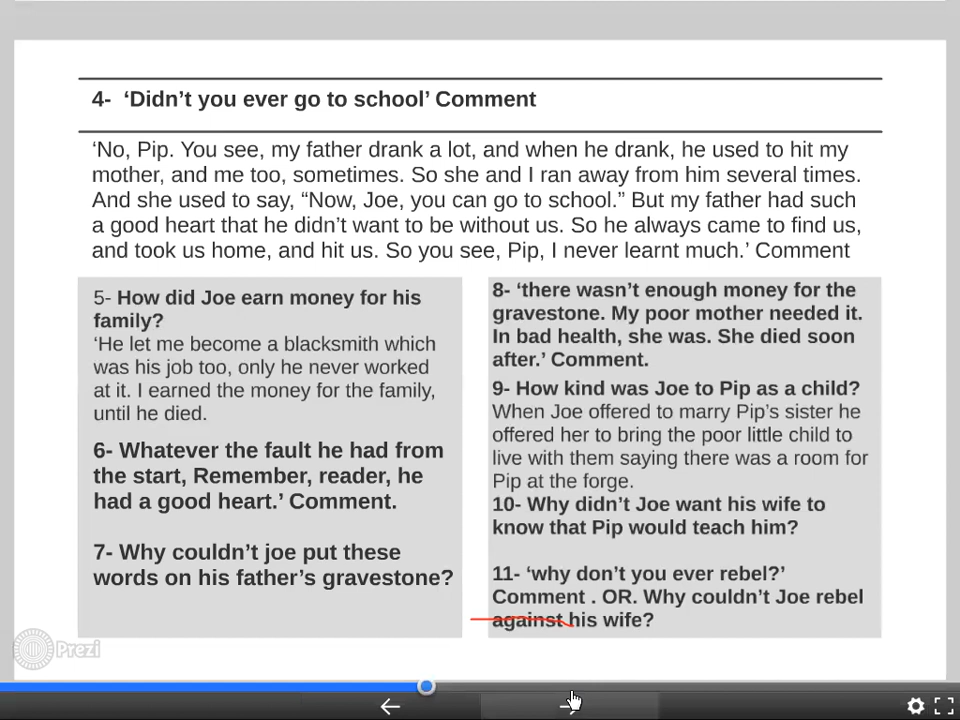 4-  ‘Didn’t you ever go to school’ Comment
‘No, Pip. You see, my father drank a lot, and when he drank, he used to hit my
mother, and me too, sometimes. So she and I ran away from him several times.
And she used to say, “Now, Joe, you can go to school.” But my father had such
a good heart that he didn’t want to be without us. So he always came to find us,
and took us home, and hit us. So you see, Pip, I never learnt much.’ Comment
5- How did Joe earn money for his
family?
‘He let me become a blacksmith which
was his job too, only he never worked
at it. I earned the money for the family,
until he died.
6- Whatever the fault he had from
the start, Remember, reader, he
had a good heart.’ Comment.
7- Why couldn’t joe put these
words on his father’s gravestone?
8- ‘there wasn’t enough money for the
gravestone. My poor mother needed it.
In bad health, she was. She died soon
after.’ Comment.
9- How kind was Joe to Pip as a child?
When Joe offered to marry Pip’s sister he
offered her to bring the poor little child to
live with them saying there was a room for
Pip at the forge.
10- Why didn’t Joe want his wife to
know that Pip would teach him?
11- ‘why don’t you ever rebel?’
Comment . OR. Why couldn’t Joe rebel
against his wife?
Prezi